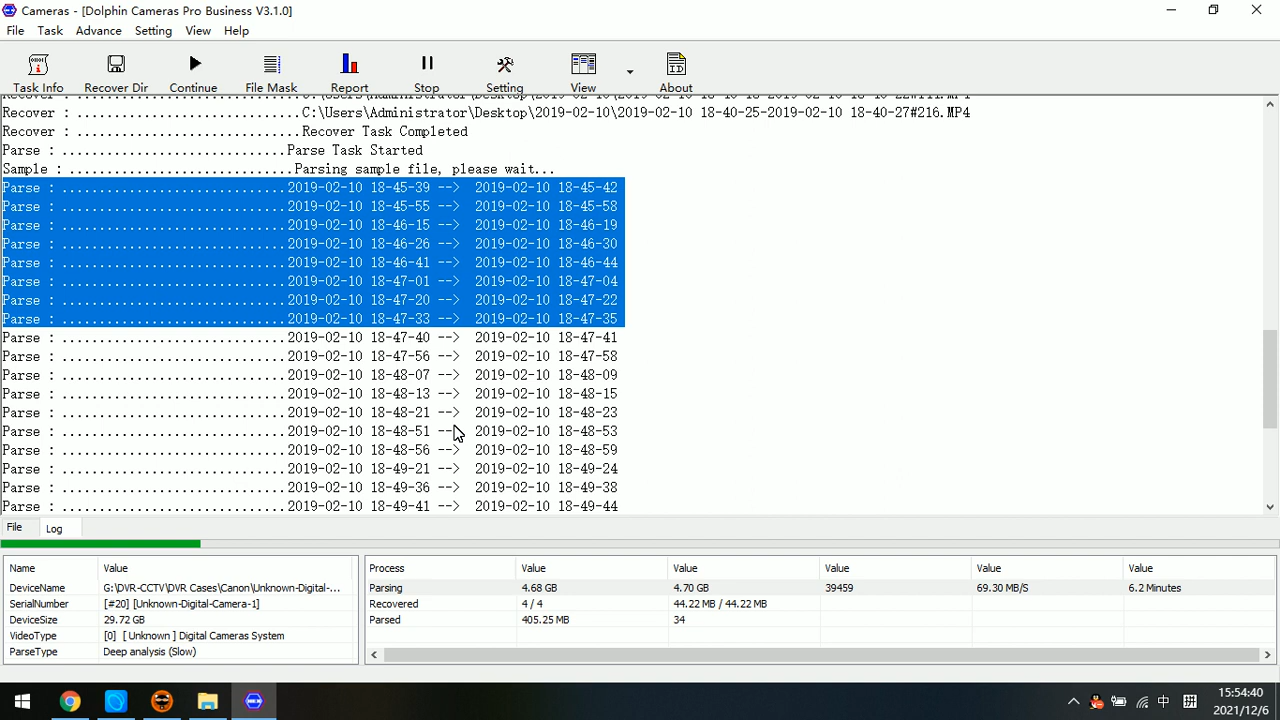 Cameras - [Dolphin Cameras Pro Business V3.1.0]
File Task Advance Setting View Help
Task Info Recover Dir Continue File Mask Report Stop Setting View About
Recover : ..............................C:\Users\Administrator\Desktop\2019-02-10\2019-02-10 18-40-25-2019-02-10 18-40-27#216.MP4
Recover : ..............................Recover Task Completed
Parse : ..............................Parse Task Started
Sample : ..............................Parsing sample file, please wait...
Parse : ..............................2019-02-10 18-45-39 --> 2019-02-10 18-45-42
Parse : ..............................2019-02-10 18-45-55 --> 2019-02-10 18-45-58
Parse : ..............................2019-02-10 18-46-15 --> 2019-02-10 18-46-19
Parse : ..............................2019-02-10 18-46-26 --> 2019-02-10 18-46-30
Parse : ..............................2019-02-10 18-46-41 --> 2019-02-10 18-46-44
Parse : ..............................2019-02-10 18-47-01 --> 2019-02-10 18-47-04
Parse : ..............................2019-02-10 18-47-20 --> 2019-02-10 18-47-22
Parse : ..............................2019-02-10 18-47-33 --> 2019-02-10 18-47-35
Parse : ..............................2019-02-10 18-47-40 --> 2019-02-10 18-47-41
Parse : ..............................2019-02-10 18-47-56 --> 2019-02-10 18-47-58
Parse : ..............................2019-02-10 18-48-07 --> 2019-02-10 18-48-09
Parse : ..............................2019-02-10 18-48-13 --> 2019-02-10 18-48-15
Parse : ..............................2019-02-10 18-48-21 --> 2019-02-10 18-48-23
Parse : ..............................2019-02-10 18-48-51 --> 2019-02-10 18-48-53
Parse : ..............................2019-02-10 18-48-56 --> 2019-02-10 18-48-59
Parse : ..............................2019-02-10 18-49-21 --> 2019-02-10 18-49-24
Parse : ..............................2019-02-10 18-49-36 --> 2019-02-10 18-49-38
Parse : ..............................2019-02-10 18-49-41 --> 2019-02-10 18-49-44
File Log
Name Value Process Value Value Value Value Value
DeviceName G:\DVR-CCTV\DVR Cases\Canon\Unknown-Digital-... Parsing 4.68 GB 4.70 GB 39459 69.30 MB/S 6.2 Minutes
SerialNumber [#20] [Unknown-Digital-Camera-1] Recovered 4 / 4 44.22 MB / 44.22 MB
DeviceSize 29.72 GB Parsed 405.25 MB 34
VideoType [0] [ Unknown ] Digital Cameras System
ParseType Deep analysis (Slow)
中 拼 15:54:40
2021/12/6